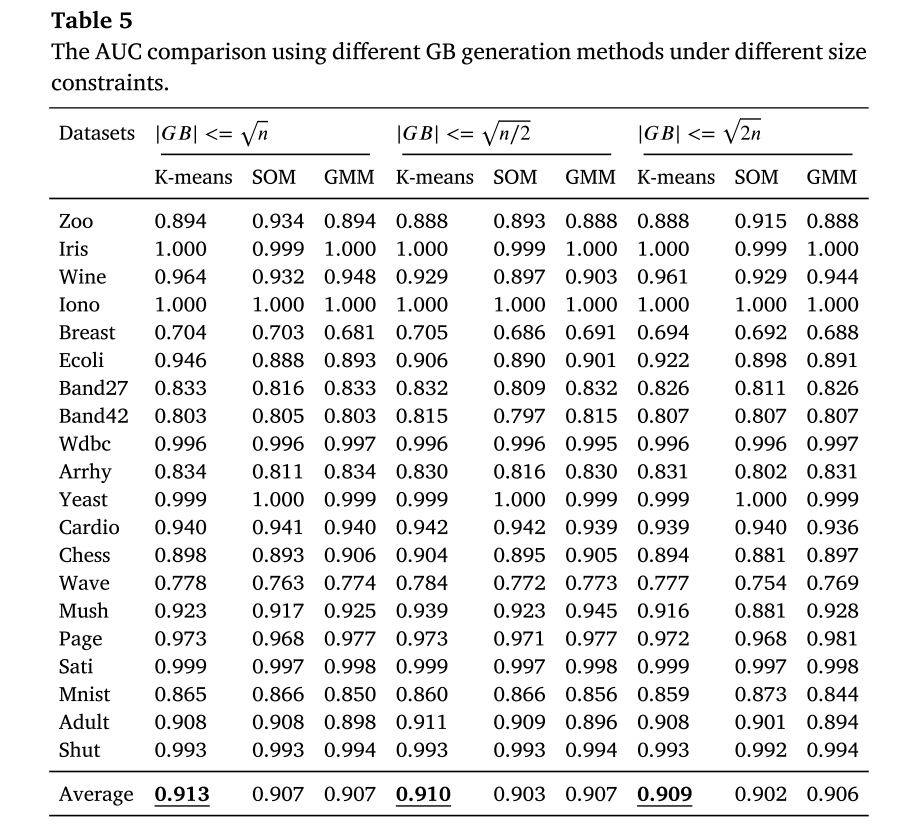 Table 5
The AUC comparison using different GB generation methods under different size
constraints.
Datasets |GB| <= √n |GB| <= √n/2 |GB| <= √2n
K-means SOM GMM K-means SOM GMM K-means SOM GMM
Zoo 0.894 0.934 0.894 0.888 0.893 0.888 0.888 0.915 0.888
Iris 1.000 0.999 1.000 1.000 0.999 1.000 1.000 0.999 1.000
Wine 0.964 0.932 0.948 0.929 0.897 0.903 0.961 0.929 0.944
Iono 1.000 1.000 1.000 1.000 1.000 1.000 1.000 1.000 1.000
Breast 0.704 0.703 0.681 0.705 0.686 0.691 0.694 0.692 0.688
Ecoli 0.946 0.888 0.893 0.906 0.890 0.901 0.922 0.898 0.891
Band27 0.833 0.816 0.833 0.832 0.809 0.832 0.826 0.811 0.826
Band42 0.803 0.805 0.803 0.815 0.797 0.815 0.807 0.807 0.807
Wdbc 0.996 0.996 0.997 0.996 0.996 0.995 0.996 0.996 0.997
Arrhy 0.834 0.811 0.834 0.830 0.816 0.830 0.831 0.802 0.831
Yeast 0.999 1.000 0.999 0.999 1.000 0.999 0.999 1.000 0.999
Cardio 0.940 0.941 0.940 0.942 0.942 0.939 0.939 0.940 0.936
Chess 0.898 0.893 0.906 0.904 0.895 0.905 0.894 0.881 0.897
Wave 0.778 0.763 0.774 0.784 0.772 0.773 0.777 0.754 0.769
Mush 0.923 0.917 0.925 0.939 0.923 0.945 0.916 0.881 0.928
Page 0.973 0.968 0.977 0.973 0.971 0.977 0.972 0.968 0.981
Sati 0.999 0.997 0.998 0.999 0.997 0.998 0.999 0.997 0.998
Mnist 0.865 0.866 0.850 0.860 0.866 0.856 0.859 0.873 0.844
Adult 0.908 0.908 0.898 0.911 0.909 0.896 0.908 0.901 0.894
Shut 0.993 0.993 0.994 0.993 0.993 0.994 0.993 0.992 0.994
Average 0.913 0.907 0.907 0.910 0.903 0.907 0.909 0.902 0.906